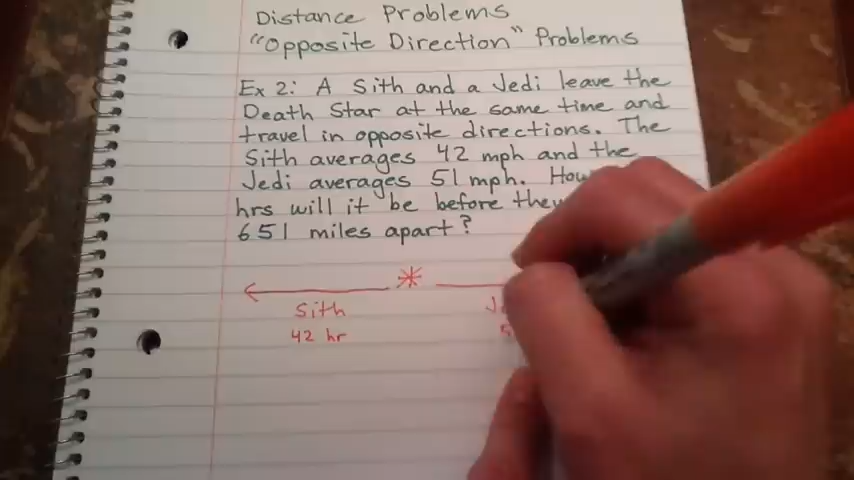 Distance Problems
"Opposite Direction" Problems
Ex 2: A Sith and a Jedi leave the
Death Star at the same time and
travel in opposite directions. The
Sith averages 42 mph and the
Jedi averages 51 mph. How
hrs will it be before they
651 miles apart?
Sith
42 hr